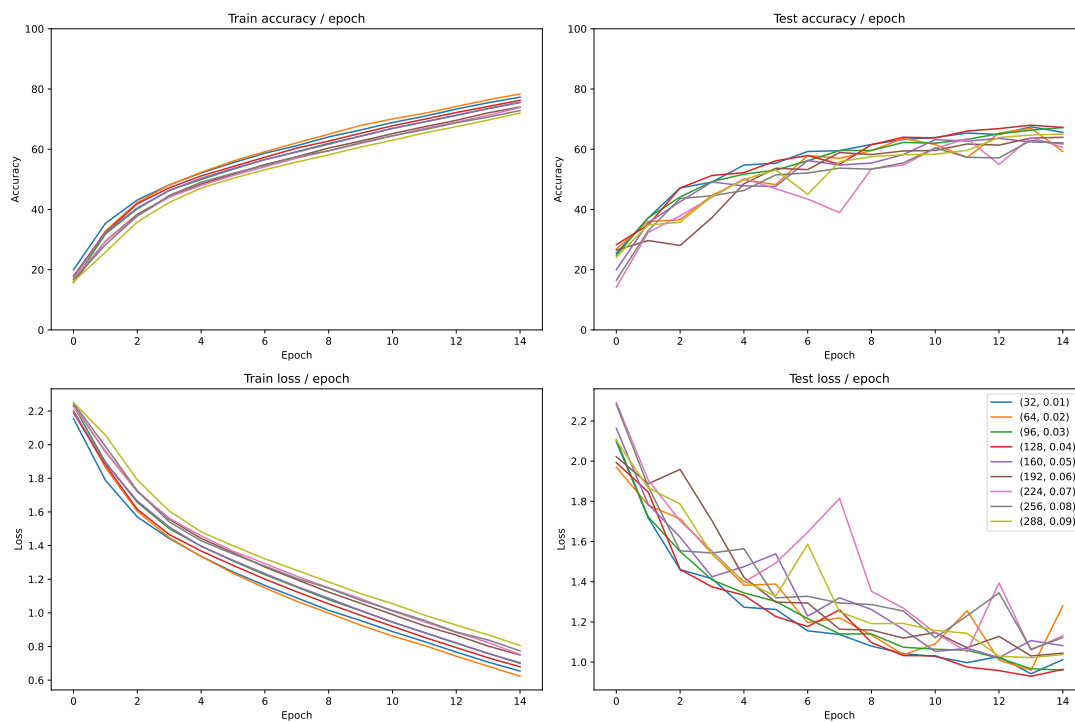 Train accuracy / epoch
100
80
60
40
20
0
Accuracy
0 2 4 6 8 10 12 14
Epoch
Test accuracy / epoch
100
80
60
40
20
0
Accuracy
0 2 4 6 8 10 12 14
Epoch
Train loss / epoch
2.2
2.0
1.8
1.6
1.4
1.2
1.0
0.8
0.6
Loss
0 2 4 6 8 10 12 14
Epoch
Test loss / epoch
2.2
2.0
1.8
1.6
1.4
1.2
1.0
Loss
0 2 4 6 8 10 12 14
Epoch
(32, 0.01)
(64, 0.02)
(96, 0.03)
(128, 0.04)
(160, 0.05)
(192, 0.06)
(224, 0.07)
(256, 0.08)
(288, 0.09)